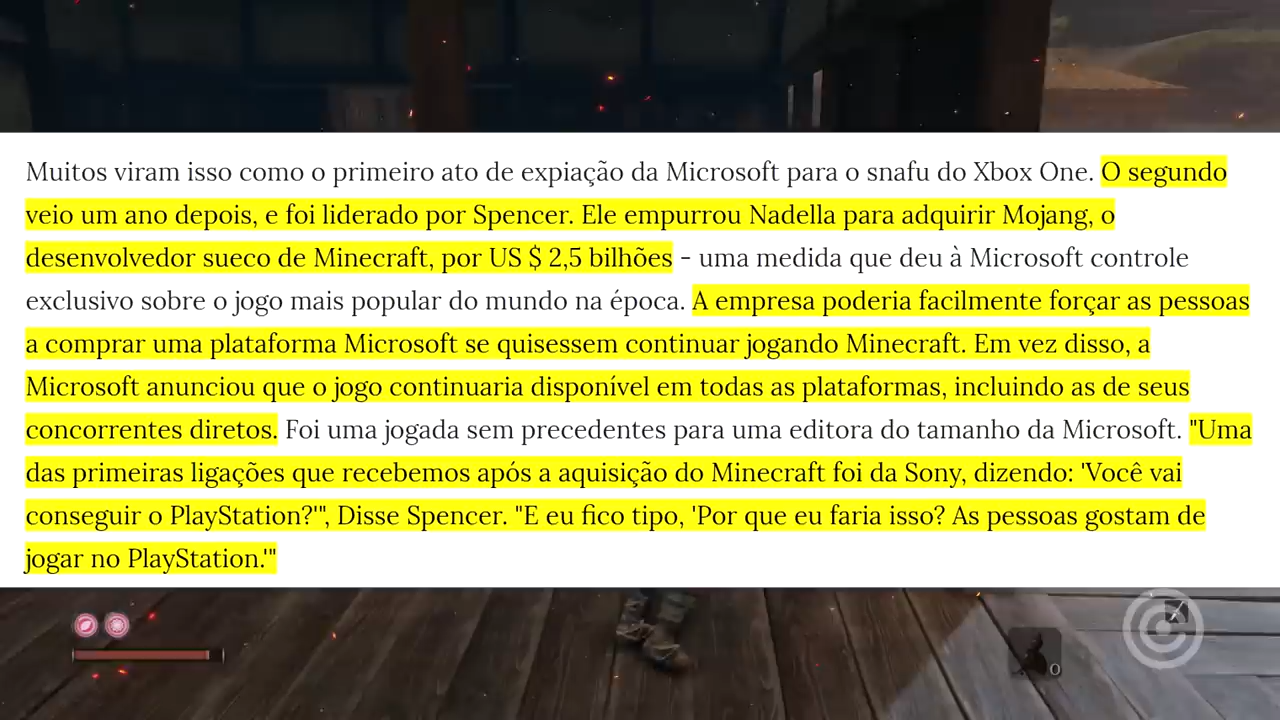 Muitos viram isso como o primeiro ato de expiação da Microsoft para o snafu do Xbox One. O segundo
veio um ano depois, e foi liderado por Spencer. Ele empurrou Nadella para adquirir Mojang, o
desenvolvedor sueco de Minecraft, por US $ 2,5 bilhões - uma medida que deu à Microsoft controle
exclusivo sobre o jogo mais popular do mundo na época. A empresa poderia facilmente forçar as pessoas
a comprar uma plataforma Microsoft se quisessem continuar jogando Minecraft. Em vez disso, a
Microsoft anunciou que o jogo continuaria disponível em todas as plataformas, incluindo as de seus
concorrentes diretos. Foi uma jogada sem precedentes para uma editora do tamanho da Microsoft. "Uma
das primeiras ligações que recebemos após a aquisição do Minecraft foi da Sony, dizendo: 'Você vai
conseguir o PlayStation?'", Disse Spencer. "E eu fico tipo, 'Por que eu faria isso? As pessoas gostam de
jogar no PlayStation.'"
0